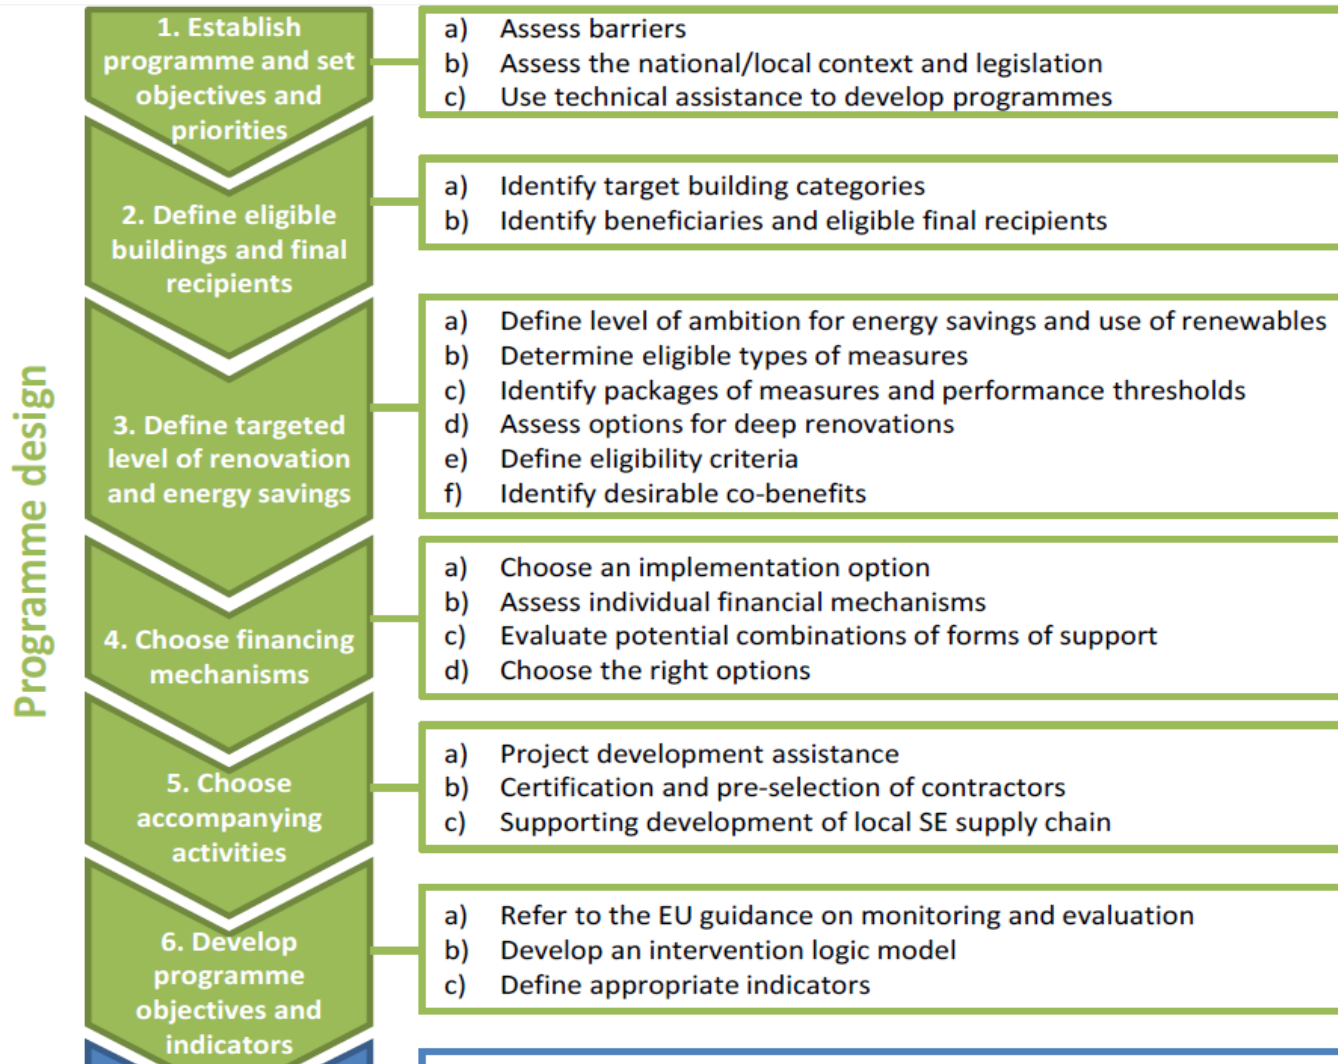 Programme design
1. Establish
programme and set
objectives and
priorities
a) Assess barriers
b) Assess the national/local context and legislation
c) Use technical assistance to develop programmes
2. Define eligible
buildings and final
recipients
a) Identify target building categories
b) Identify beneficiaries and eligible final recipients
3. Define targeted
level of renovation
and energy savings
a) Define level of ambition for energy savings and use of renewables
b) Determine eligible types of measures
c) Identify packages of measures and performance thresholds
d) Assess options for deep renovations
e) Define eligibility criteria
f) Identify desirable co-benefits
4. Choose financing
mechanisms
a) Choose an implementation option
b) Assess individual financial mechanisms
c) Evaluate potential combinations of forms of support
d) Choose the right options
5. Choose
accompanying
activities
a) Project development assistance
b) Certification and pre-selection of contractors
c) Supporting development of local SE supply chain
6. Develop
programme
objectives and
indicators
a) Refer to the EU guidance on monitoring and evaluation
b) Develop an intervention logic model
c) Define appropriate indicators